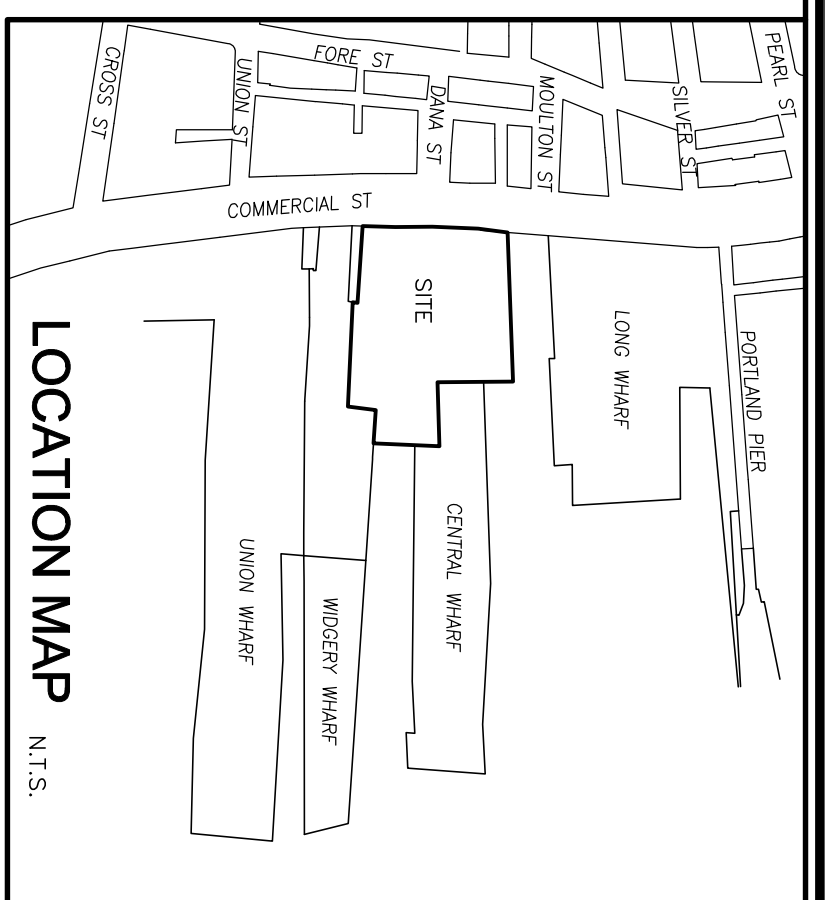 PEARL ST
FORE ST
CROSS ST
UNION ST
DANA ST
MOULTON ST
SILVER ST
COMMERCIAL ST
SITE
LONG WHARF
PORTLAND PIER
CENTRAL WHARF
UNION WHARF
WIDGERY WHARF
LOCATION MAP
N.T.S.